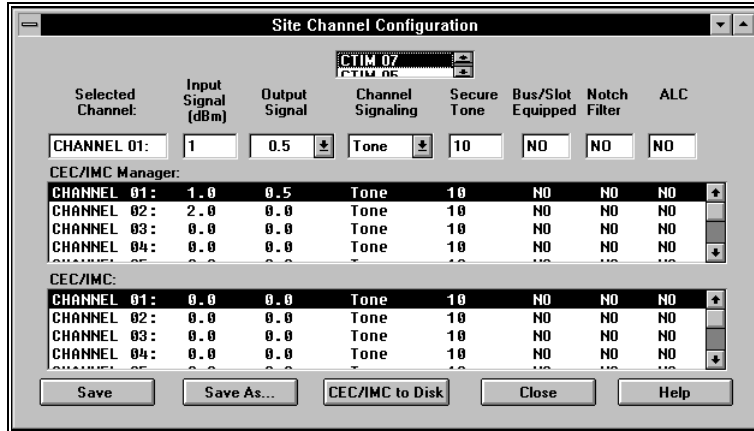 Site Channel Configuration
CTIM 07
CTIM 05
Selected Channel: Input Signal (dBm) Output Signal Channel Signaling Secure Tone Bus/Slot Equipped Notch Filter ALC
CHANNEL 01: 1 0.5 Tone 10 NO NO NO
CEC/IMC Manager:
CHANNEL 01: 1.0 0.5 Tone 10 NO NO NO
CHANNEL 02: 2.0 0.0 Tone 10 NO NO NO
CHANNEL 03: 0.0 0.0 Tone 10 NO NO NO
CHANNEL 04: 0.0 0.0 Tone 10 NO NO NO
CEC/IMC:
CHANNEL 01: 0.0 0.0 Tone 10 NO NO NO
CHANNEL 02: 0.0 0.0 Tone 10 NO NO NO
CHANNEL 03: 0.0 0.0 Tone 10 NO NO NO
CHANNEL 04: 0.0 0.0 Tone 10 NO NO NO
Save Save As... CEC/IMC to Disk Close Help